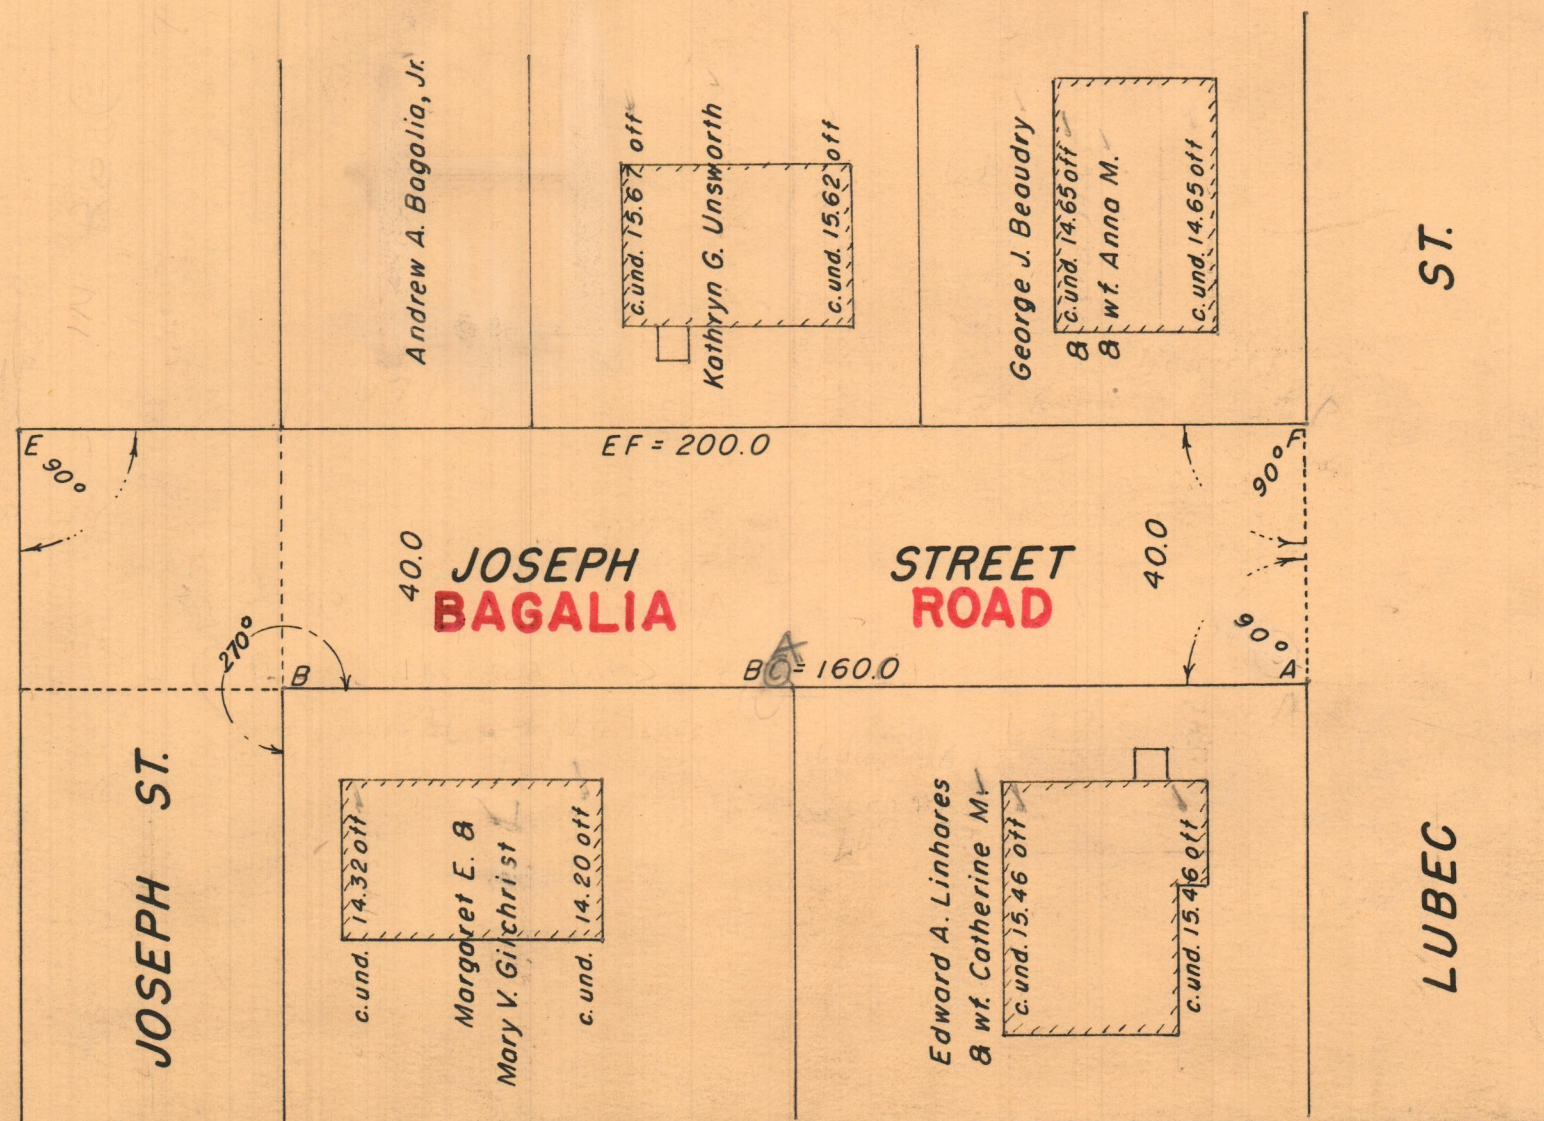 Andrew A. Bagalia, Jr.
c. und. 15.67 off
Kathryn G. Unsworth
c. und. 15.62 off
George J. Beaudry
&
c. und. 14.65 off
& wf. Anna M.
c. und. 14.65 off
ST.
E
90°
EF = 200.0
F
90°
40.0
JOSEPH
STREET
40.0
BAGALIA
ROAD
270°
B
= 160.0
90°
A
JOSEPH ST.
c. und. 14.32 off
Margaret E. &
Mary V. Gilchrist
c. und. 14.20 off
Edward A. Linhares
& wf. Catherine M.
c. und. 15.46 off
c. und. 15.46 off
LUBEC